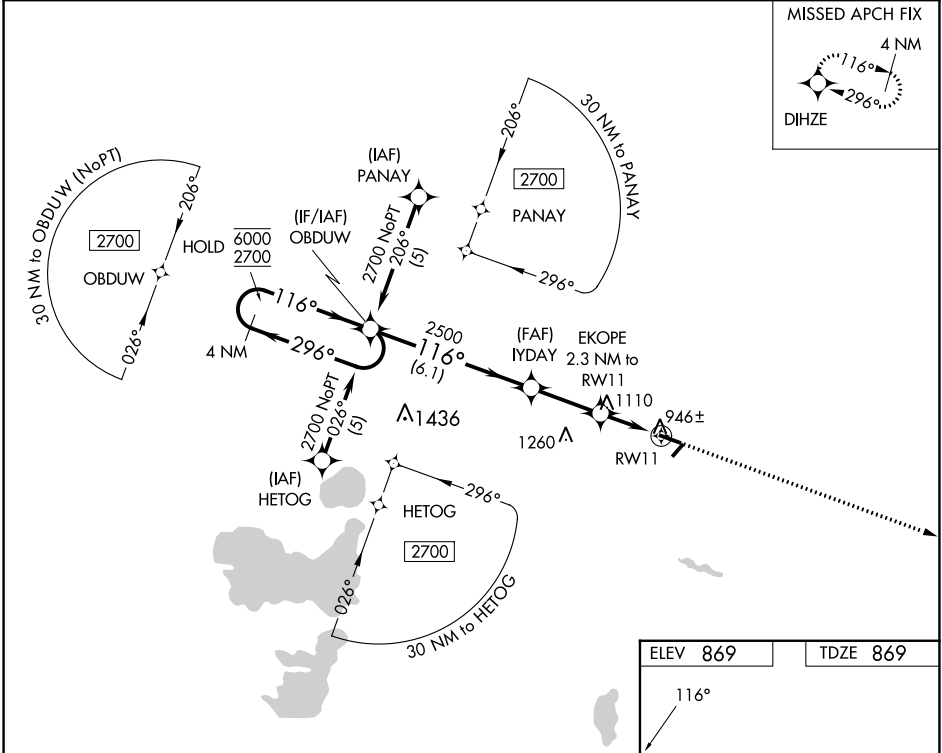 MISSED APCH FIX
4 NM
116°
296°
DIHZE
30 NM to OBDUW (NoPT)
206°
2700
OBDUW
026°
(IAF)
PANAY
206°
30 NM to PANAY
2700
PANAY
296°
(IF/IAF)
OBDUW
HOLD
6000
2700
2700 NoPT
206°
(5)
116°
296°
4 NM
2500
116°
(6.1)
(FAF)
IYDAY
EKOPE
2.3 NM to
RW11
1110
946±
1436
1260
RW11
2700 NoPT
026°
(5)
(IAF)
HETOG
296°
HETOG
2700
026°
30 NM to HETOG
ELEV 869
TDZE 869
116°